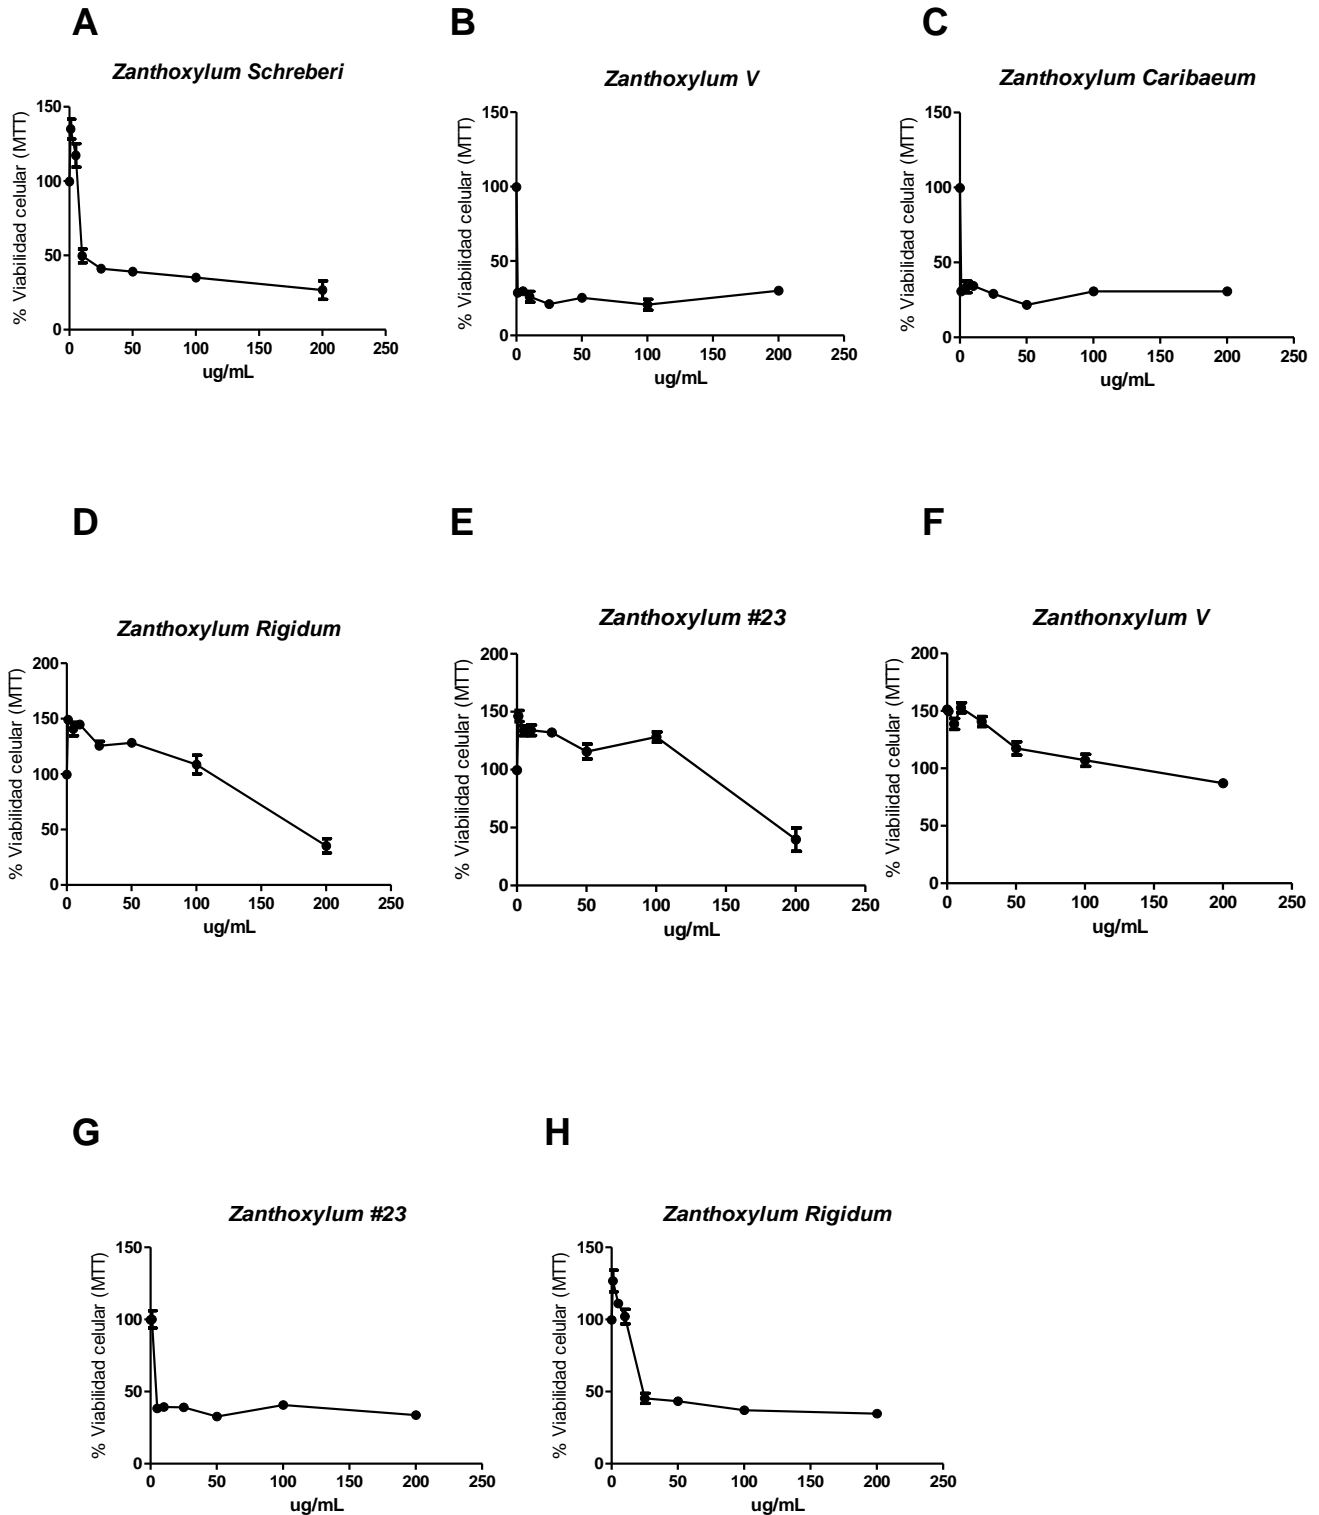 A
B
C
Zanthoxylum Schreberi
Zanthoxylum V
Zanthoxylum Caribaeum
% Viabilidad celular (MTT)
150
100
50
0
0 50 100 150 200 250
ug/mL
% Viabilidad celular (MTT)
150
100
50
0
0 50 100 150 200 250
ug/mL
% Viabilidad celular (MTT)
150
100
50
0
0 50 100 150 200 250
ug/mL
D
E
F
Zanthoxylum Rigidum
Zanthoxylum #23
Zanthonxylum V
% Viabilidad celular (MTT)
200
150
100
50
0
0 50 100 150 200 250
ug/mL
% Viabilidad celular (MTT)
200
150
100
50
0
0 50 100 150 200 250
ug/mL
% Viabilidad celular (MTT)
200
150
100
50
0
0 50 100 150 200 250
ug/mL
G
H
Zanthoxylum #23
Zanthoxylum Rigidum
% Viabilidad celular (MTT)
150
100
50
0
0 50 100 150 200 250
ug/mL
% Viabilidad celular (MTT)
150
100
50
0
0 50 100 150 200 250
ug/mL